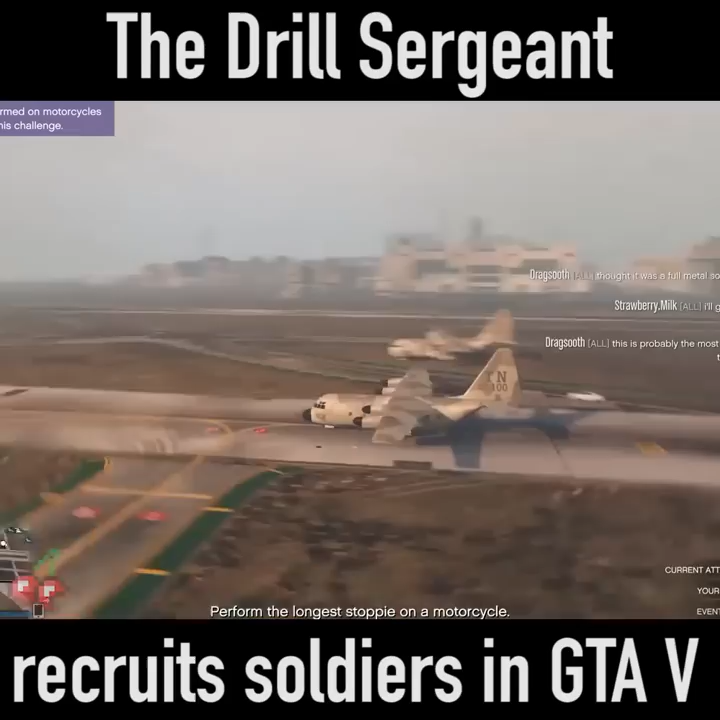 The Drill Sergeant
rmed on motorcycles
his challenge.
Dragsooth [ALL] thought it was a full metal so
Strawberry.Milk [ALL] I'll g
Dragsooth [ALL] this is probably the most
t
N
100
CURRENT ATT
YOUR
EVENT
Perform the longest stoppie on a motorcycle.
recruits soldiers in GTA V